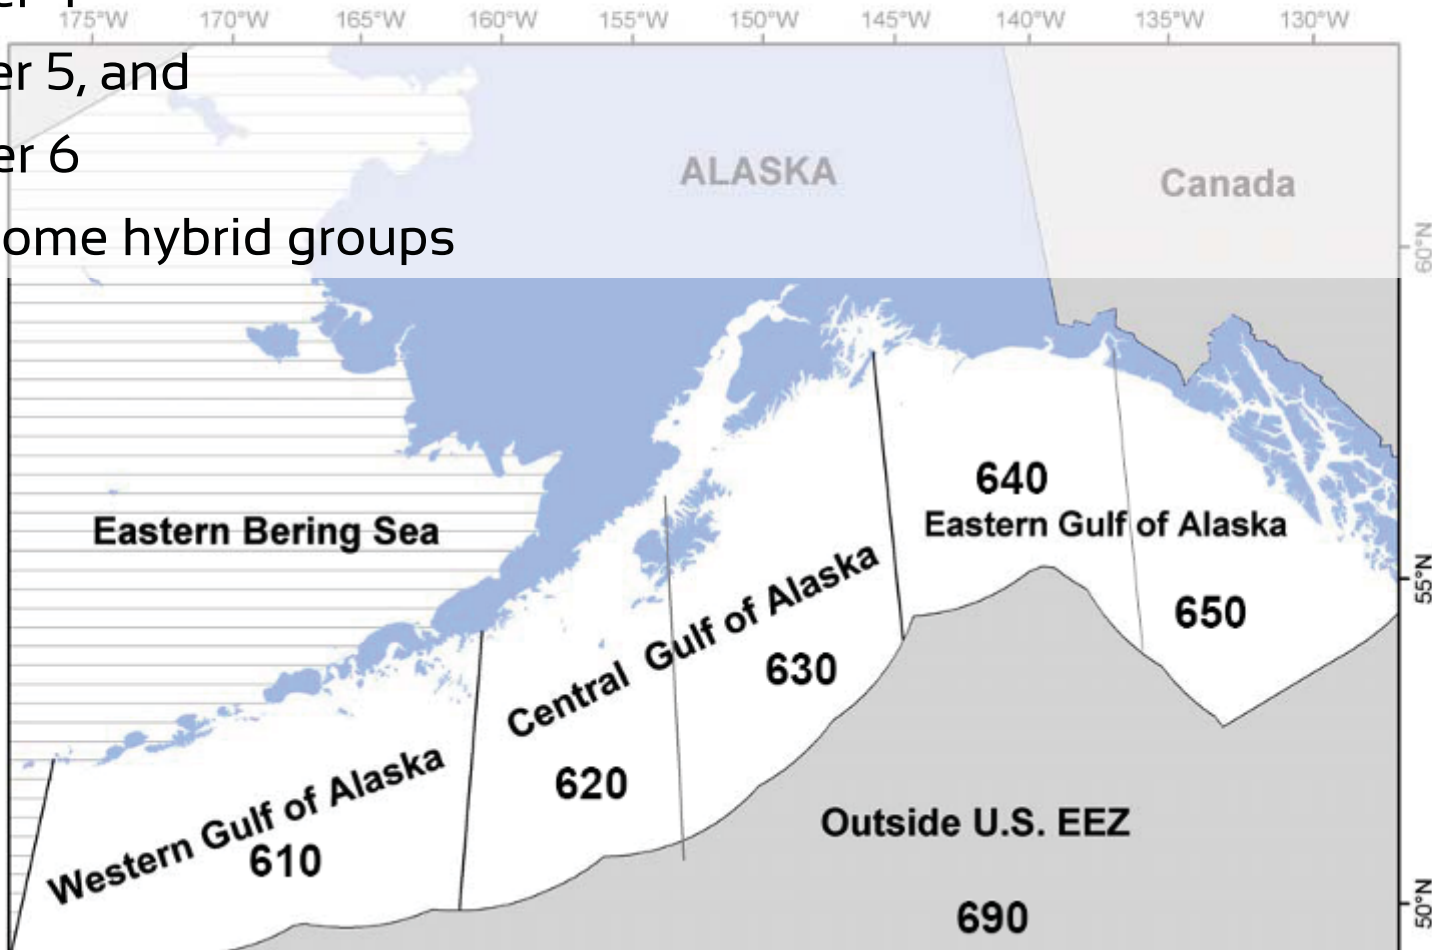 175°W 170°W 165°W 160°W 155°W 150°W 145°W 140°W 135°W 130°W
er 5, and
er 6
ome hybrid groups
ALASKA
Canada
60°N
640
Eastern Bering Sea
Eastern Gulf of Alaska
55°N
650
Central Gulf of Alaska
630
620
Western Gulf of Alaska
610
Outside U.S. EEZ
50°N
690